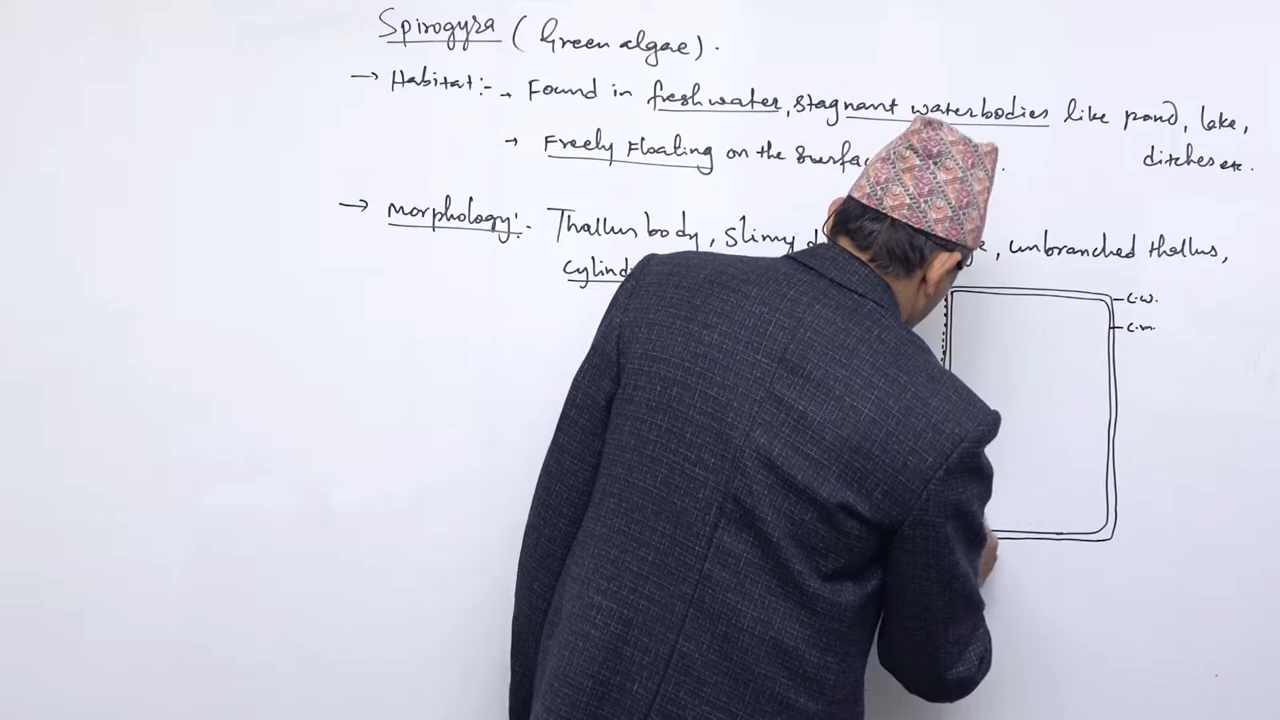 Spirogyra (Green algae).
→ Habitat:- → Found in freshwater, stagnant waterbodies like pond, lake, ditches etc.
→ Freely Floating on the
→ Morphology:- Thallus body, slimy unbranched thallus,
C.W.
C.M.